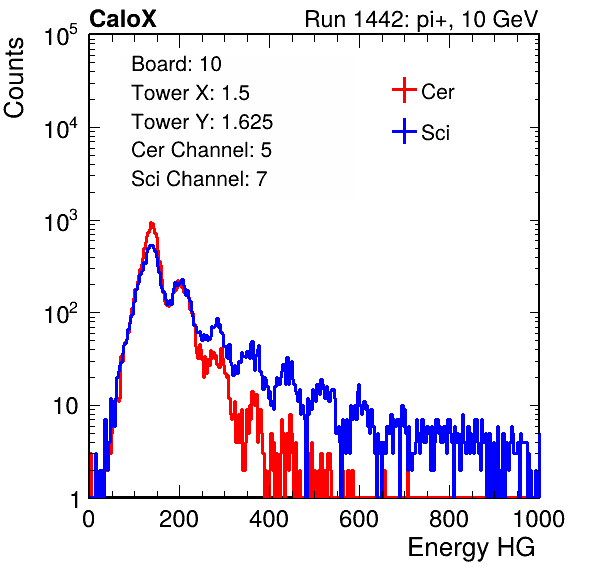 CaloX Run 1442: pi+, 10 GeV
Counts
Board: 10
Tower X: 1.5
Tower Y: 1.625
Cer Channel: 5
Sci Channel: 7
Cer
Sci
10^5
10^4
10^3
10^2
10
1
0 200 400 600 800 1000
Energy HG